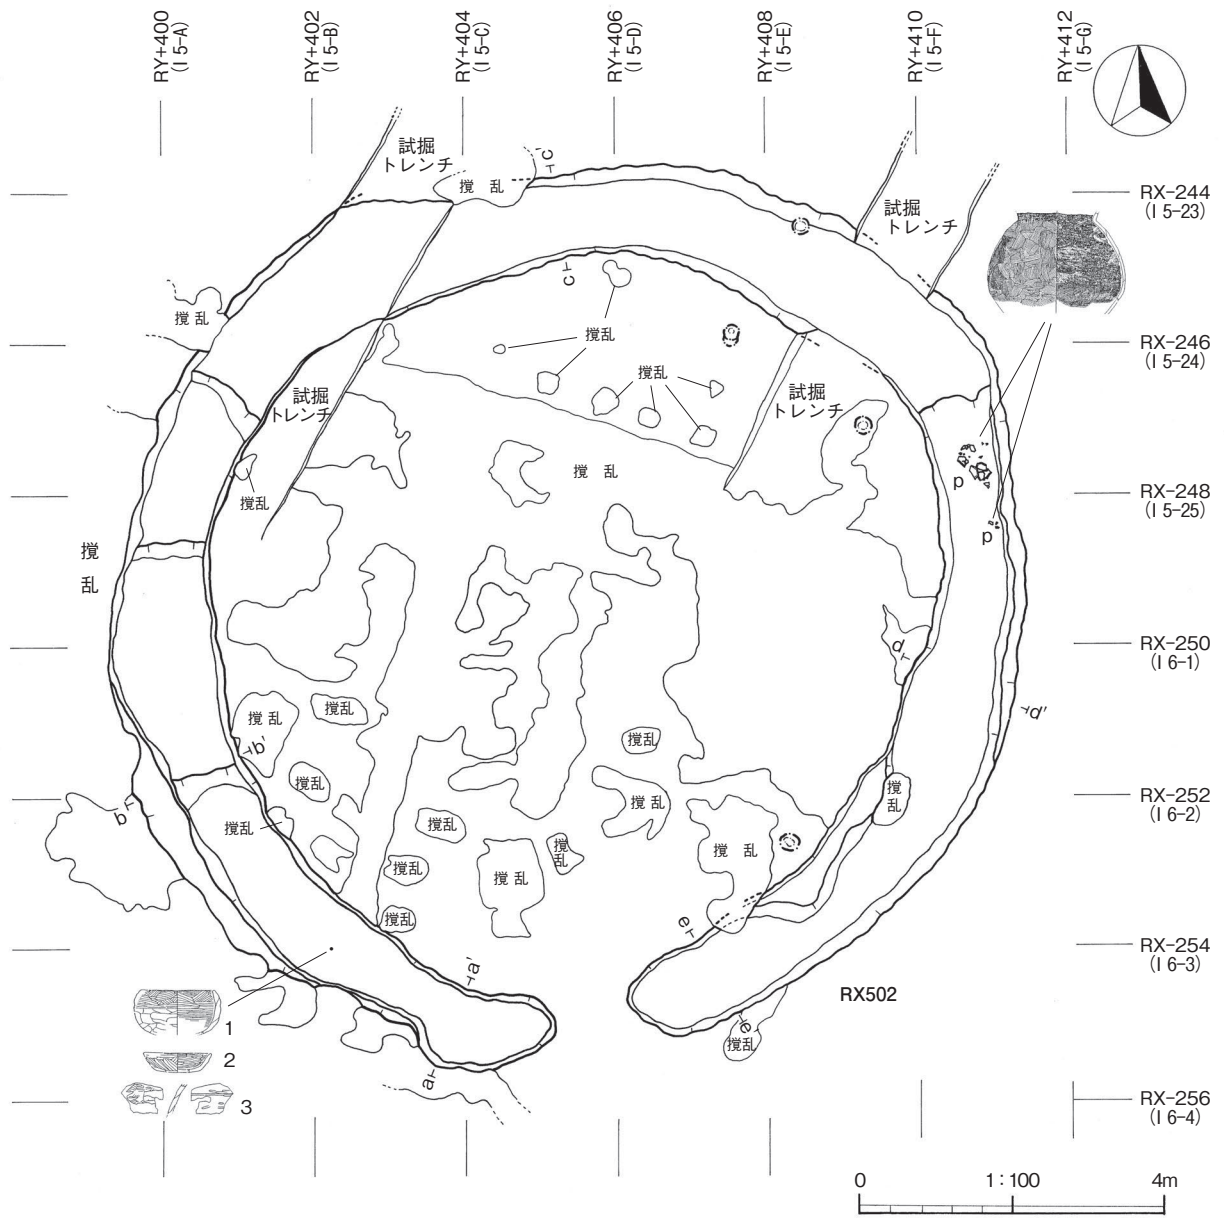 RY+400
(I 5-A)
RY+402
(I 5-B)
RY+404
(I 5-C)
RY+406
(I 5-D)
RY+408
(I 5-E)
RY+410
(I 5-F)
RY+412
(I 5-G)
試掘
トレンチ
撹 乱
c'
試掘
トレンチ
RX-244
(I 5-23)
撹 乱
c
撹乱
RX-246
(I 5-24)
撹乱
試掘
トレンチ
試掘
トレンチ
撹 乱
撹乱
p
RX-248
(I 5-25)
p
撹
乱
d
RX-250
(I 6-1)
撹 乱
撹乱
b'
d'
撹乱
撹乱
撹
乱
RX-252
(I 6-2)
b
撹乱
撹乱
撹 乱
撹
乱
撹 乱
撹乱
撹 乱
撹乱
e
a'
RX-254
(I 6-3)
RX502
1
e'
撹乱
2
a
3
RX-256
(I 6-4)
0
1:100
4m